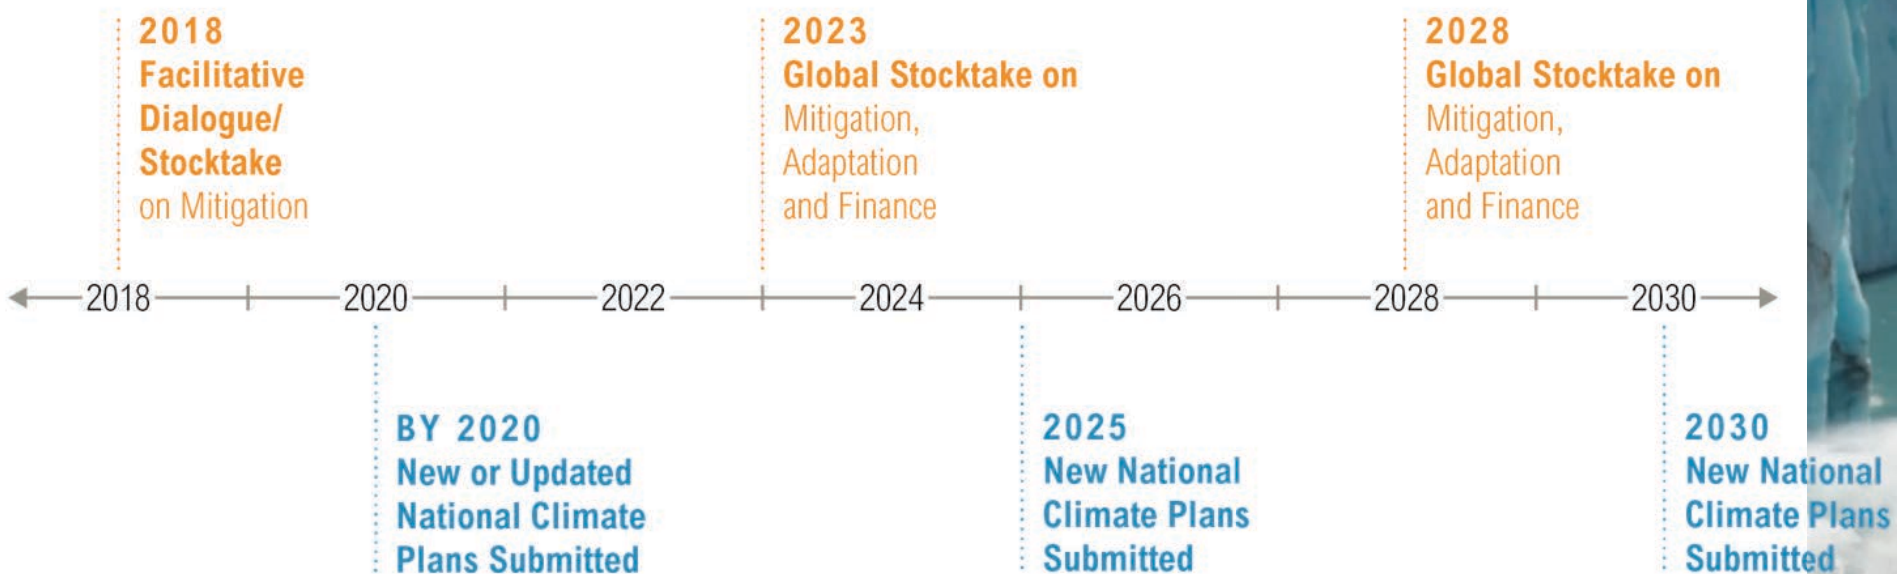 2018
Facilitative
Dialogue/
Stocktake
on Mitigation
2023
Global Stocktake on
Mitigation,
Adaptation
and Finance
2028
Global Stocktake on
Mitigation,
Adaptation
and Finance
2018 2020 2022 2024 2026 2028 2030
BY 2020
New or Updated
National Climate
Plans Submitted
2025
New National
Climate Plans
Submitted
2030
New National
Climate Plans
Submitted